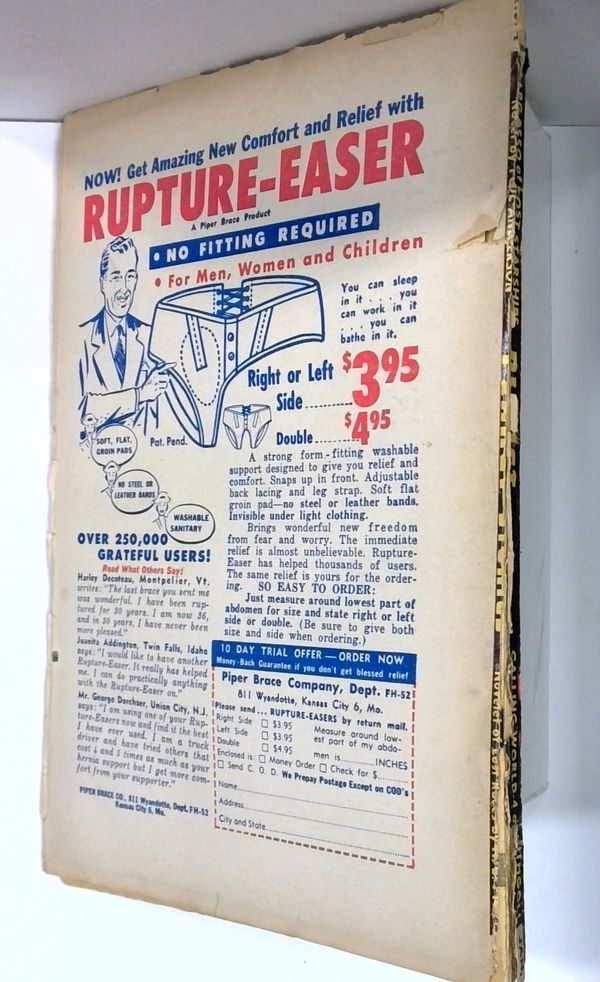 NOW! Get Amazing New Comfort and Relief with
RUPTURE-EASER
A Piper Brace Product
• NO FITTING REQUIRED
• For Men, Women and Children
You can sleep
in it . . . you
can work in it
. . . you can
bathe in it.
Right or Left $3 95
Side
Double $4 95
Pat. Pend.
SOFT, FLAT,
GROIN PADS
NO STEEL OR
LEATHER BANDS
WASHABLE
SANITARY
A strong form-fitting washable
support designed to give you relief and
comfort. Snaps up in front. Adjustable
back lacing and leg strap. Soft flat
groin pad—no steel or leather bands.
Invisible under light clothing.
Brings wonderful new freedom
from fear and worry. The immediate
relief is almost unbelievable. Rupture-
Easer has helped thousands of users.
The same relief is yours for the order-
ing. SO EASY TO ORDER:
Just measure around lowest part of
abdomen for size and state right or left
side or double. (Be sure to give both
size and side when ordering.)
OVER 250,000
GRATEFUL USERS!
Read What Others Say!
Harley Decoteau, Montpelier, Vt.
writes: "The last brace you sent me
was wonderful. I have been rup-
tured for 30 years. I am now 36,
and in 30 years, I have never been
more pleased."
Juanita Addington, Twin Falls, Idaho
says: "I would like to have another
Rupture-Easer. It really has helped
me. I can do practically anything
with the Rupture-Easer on."
Mr. George Dorchser, Union City, N.J.
says: "I am using one of your Rup-
ture-Easers now and find it the best
I have ever used. I am a truck
driver and have tried others that
cost 4 and 5 times as much as your
hernia support but I get more com-
fort from your supporter."
PIPER BRACE CO., 811 Wyandotte, Dept. FH-52
Kansas City 6, Mo.
10 DAY TRIAL OFFER — ORDER NOW
Money-Back Guarantee if you don't get blessed relief
Piper Brace Company, Dept. FH-52
811 Wyandotte, Kansas City 6, Mo.
Please send ... RUPTURE-EASERS by return mail.
Right Side $3.95
Left Side $3.95
Double $4.95
Measure around low-
est part of my abdo-
men is INCHES
Enclosed is: Money Order Check for $
Send C. O. D. We Prepay Postage Except on COD's
Name
Address
City and State